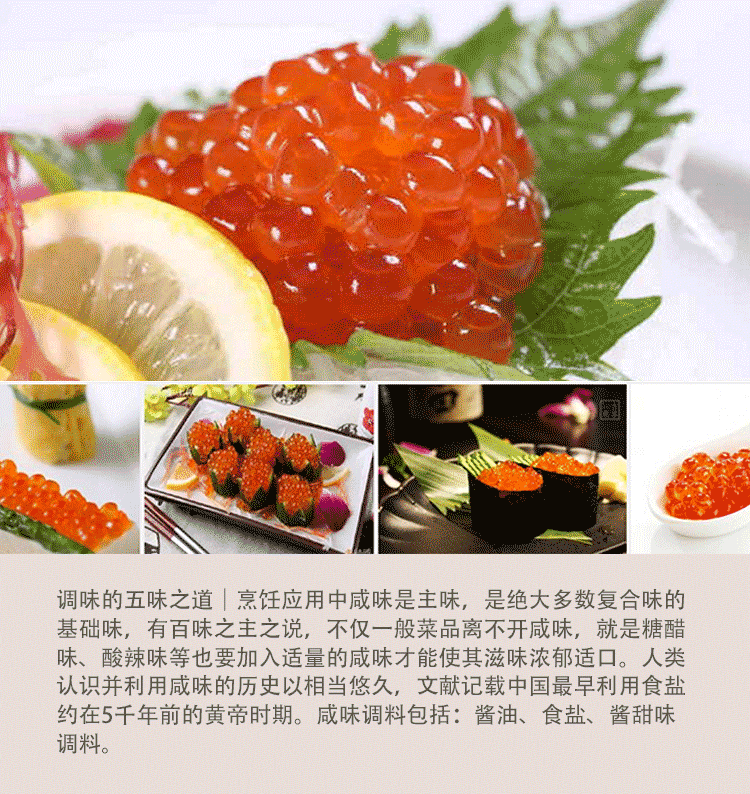 调味的五味之道｜烹饪应用中咸味是主味，是绝大多数复合味的
基础味，有百味之主之说，不仅一般菜品离不开咸味，就是糖醋
味、酸辣味等也要加入适量的咸味才能使其滋味浓郁适口。人类
认识并利用咸味的历史以相当悠久，文献记载中国最早利用食盐
约在5千年前的黄帝时期。咸味调料包括：酱油、食盐、酱甜味
调料。